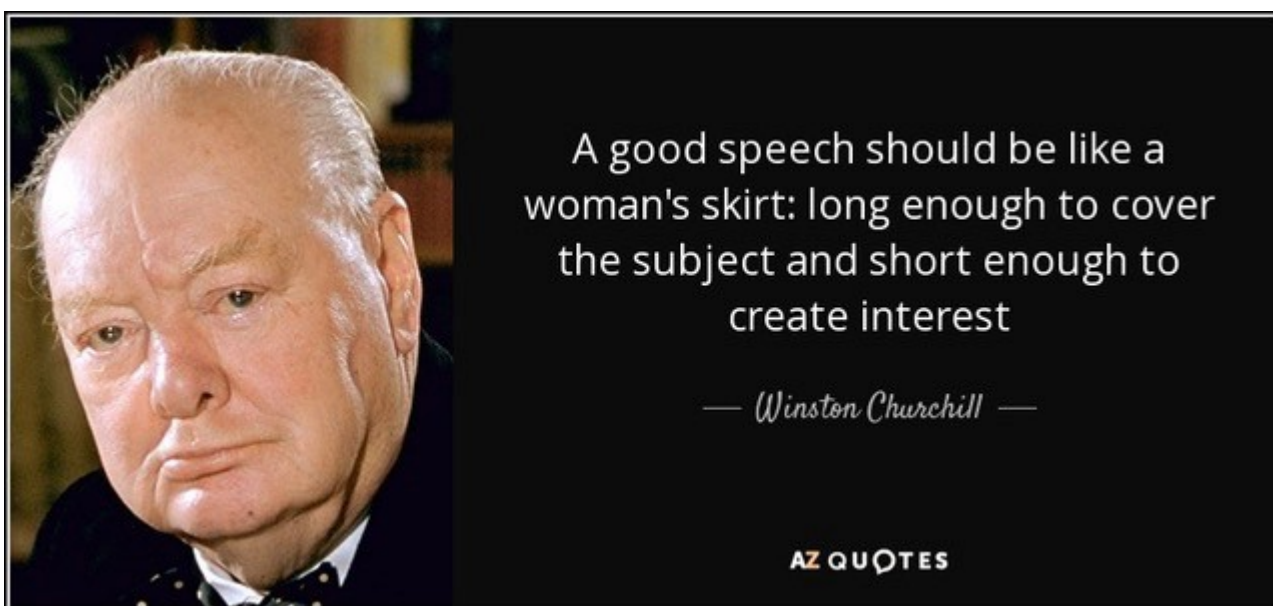 A good speech should be like a
woman's skirt: long enough to cover
the subject and short enough to
create interest
— Winston Churchill —
AZ QUOTES